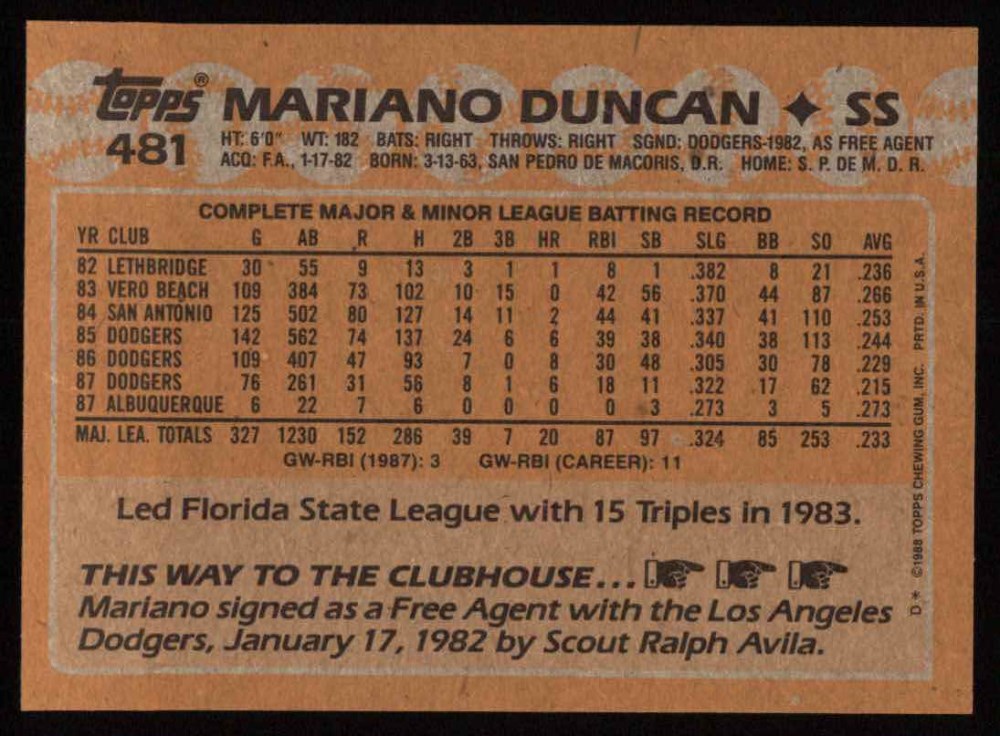 Topps® MARIANO DUNCAN ✦ SS
481 HT: 6'0" WT: 182 BATS: RIGHT THROWS: RIGHT SGND: DODGERS-1982, AS FREE AGENT
ACQ: F.A., 1-17-82 BORN: 3-13-63, SAN PEDRO DE MACORIS, D.R. HOME: S. P. DE M. D. R.
COMPLETE MAJOR & MINOR LEAGUE BATTING RECORD
YR CLUB G AB R H 2B 3B HR RBI SB SLG BB SO AVG
82 LETHBRIDGE 30 55 9 13 3 1 1 8 1 .382 8 21 .236
83 VERO BEACH 109 384 73 102 10 15 0 42 56 .370 44 87 .266
84 SAN ANTONIO 125 502 80 127 14 11 2 44 41 .337 41 110 .253
85 DODGERS 142 562 74 137 24 6 6 39 38 .340 38 113 .244
86 DODGERS 109 407 47 93 7 0 8 30 48 .305 30 78 .229
87 DODGERS 76 261 31 56 8 1 6 18 11 .322 17 62 .215
87 ALBUQUERQUE 6 22 7 6 0 0 0 0 3 .273 3 5 .273
MAJ. LEA. TOTALS 327 1230 152 286 39 7 20 87 97 .324 85 253 .233
GW-RBI (1987): 3 GW-RBI (CAREER): 11
Led Florida State League with 15 Triples in 1983.
THIS WAY TO THE CLUBHOUSE...
Mariano signed as a Free Agent with the Los Angeles
Dodgers, January 17, 1982 by Scout Ralph Avila.
D* ©1988 TOPPS CHEWING GUM, INC. PRTD. IN U.S.A.